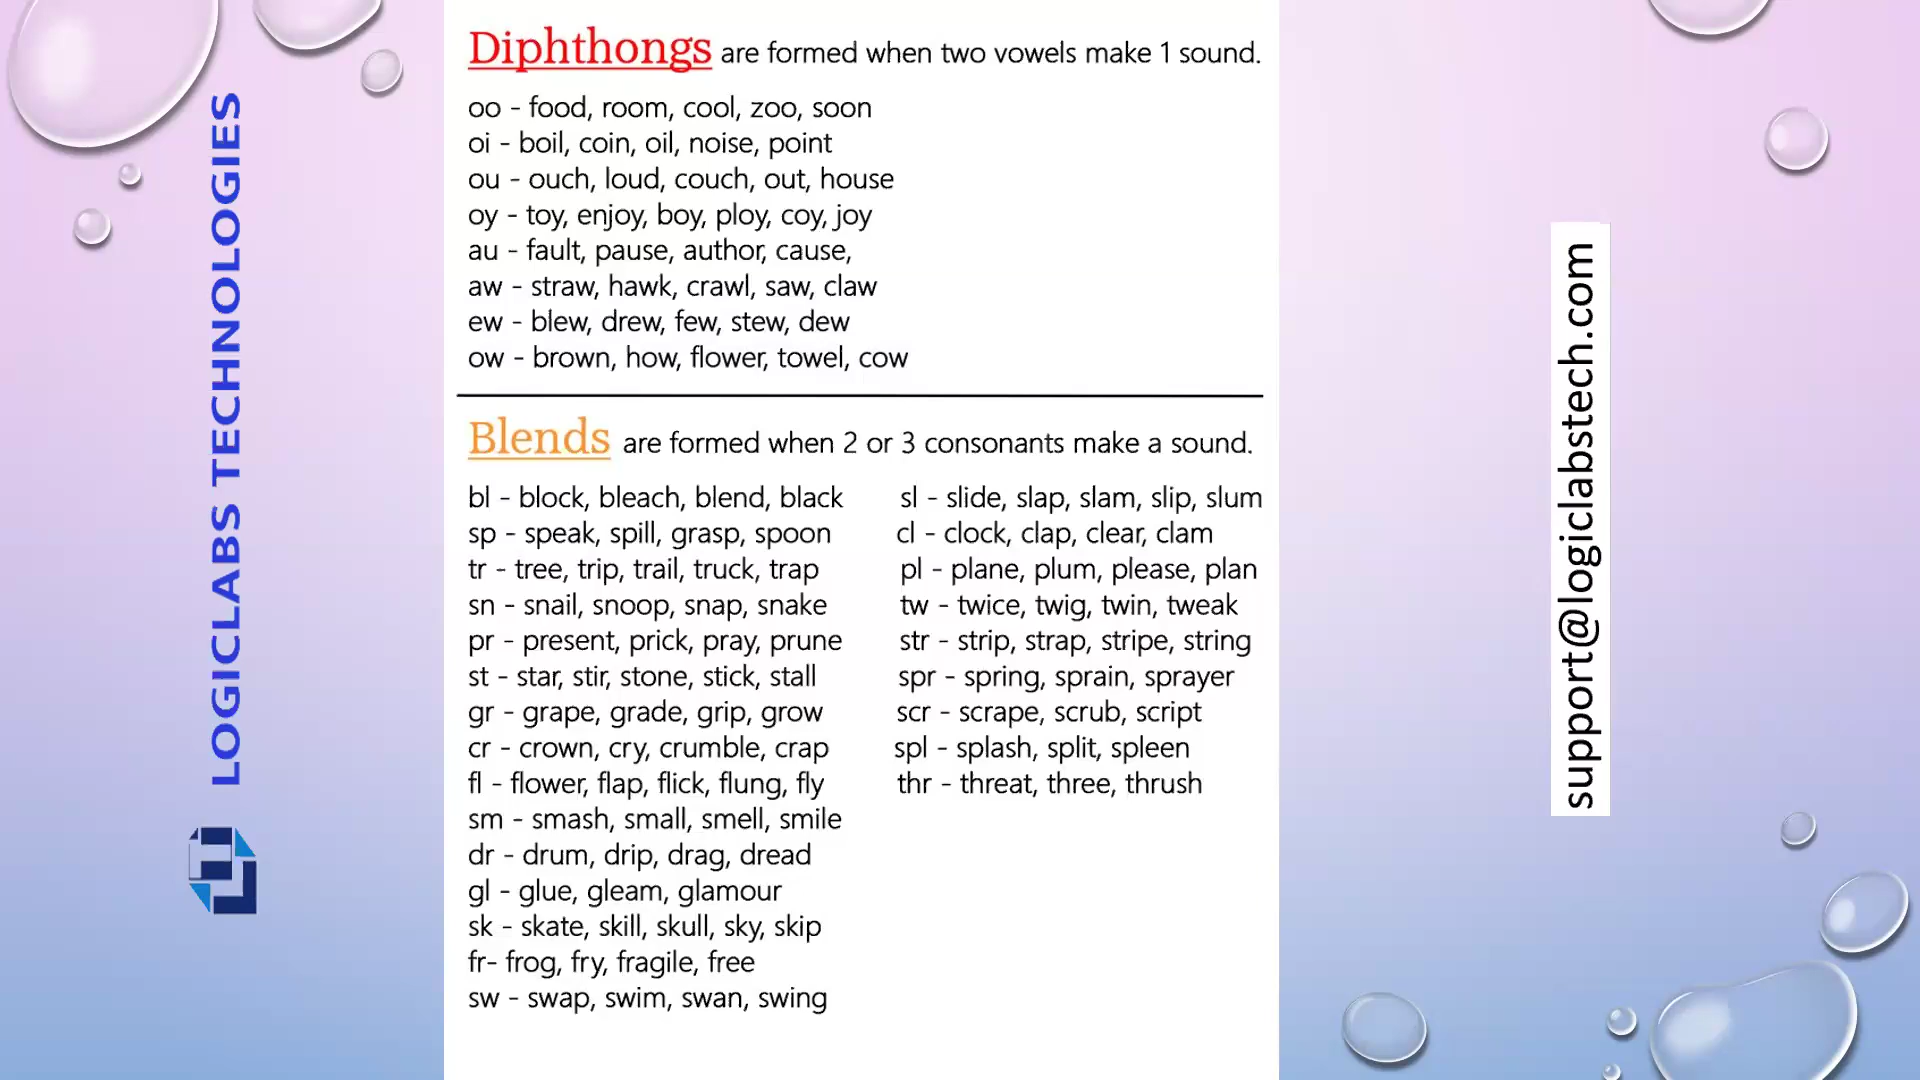 LOGICLABS TECHNOLOGIES
Diphthongs are formed when two vowels make 1 sound.
oo - food, room, cool, zoo, soon
oi - boil, coin, oil, noise, point
ou - ouch, loud, couch, out, house
oy - toy, enjoy, boy, ploy, coy, joy
au - fault, pause, author, cause,
aw - straw, hawk, crawl, saw, claw
ew - blew, drew, few, stew, dew
ow - brown, how, flower, towel, cow
Blends are formed when 2 or 3 consonants make a sound.
bl - block, bleach, blend, black
sp - speak, spill, grasp, spoon
tr - tree, trip, trail, truck, trap
sn - snail, snoop, snap, snake
pr - present, prick, pray, prune
st - star, stir, stone, stick, stall
gr - grape, grade, grip, grow
cr - crown, cry, crumble, crap
fl - flower, flap, flick, flung, fly
sm - smash, small, smell, smile
dr - drum, drip, drag, dread
gl - glue, gleam, glamour
sk - skate, skill, skull, sky, skip
fr- frog, fry, fragile, free
sw - swap, swim, swan, swing
sl - slide, slap, slam, slip, slum
cl - clock, clap, clear, clam
pl - plane, plum, please, plan
tw - twice, twig, twin, tweak
str - strip, strap, stripe, string
spr - spring, sprain, sprayer
scr - scrape, scrub, script
spl - splash, split, spleen
thr - threat, three, thrush
support@logiclabstech.com